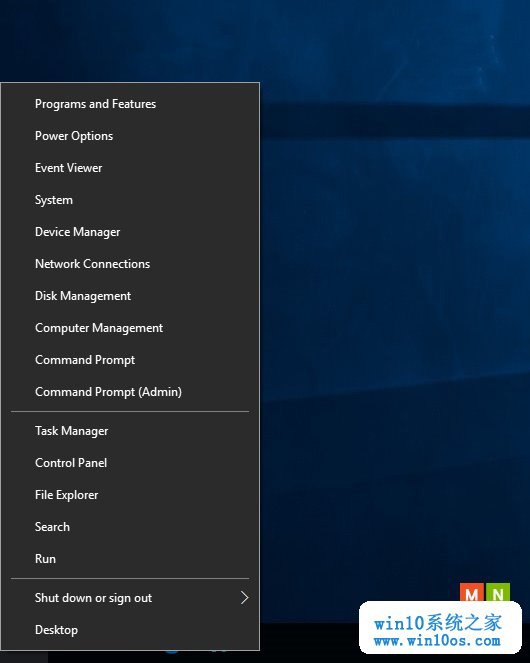 Programs and Features
Power Options
Event Viewer
System
Device Manager
Network Connections
Disk Management
Computer Management
Command Prompt
Command Prompt (Admin)
Task Manager
Control Panel
File Explorer
Search
Run
Shut down or sign out
Desktop
M N
win10系统之家
www.win10os.com